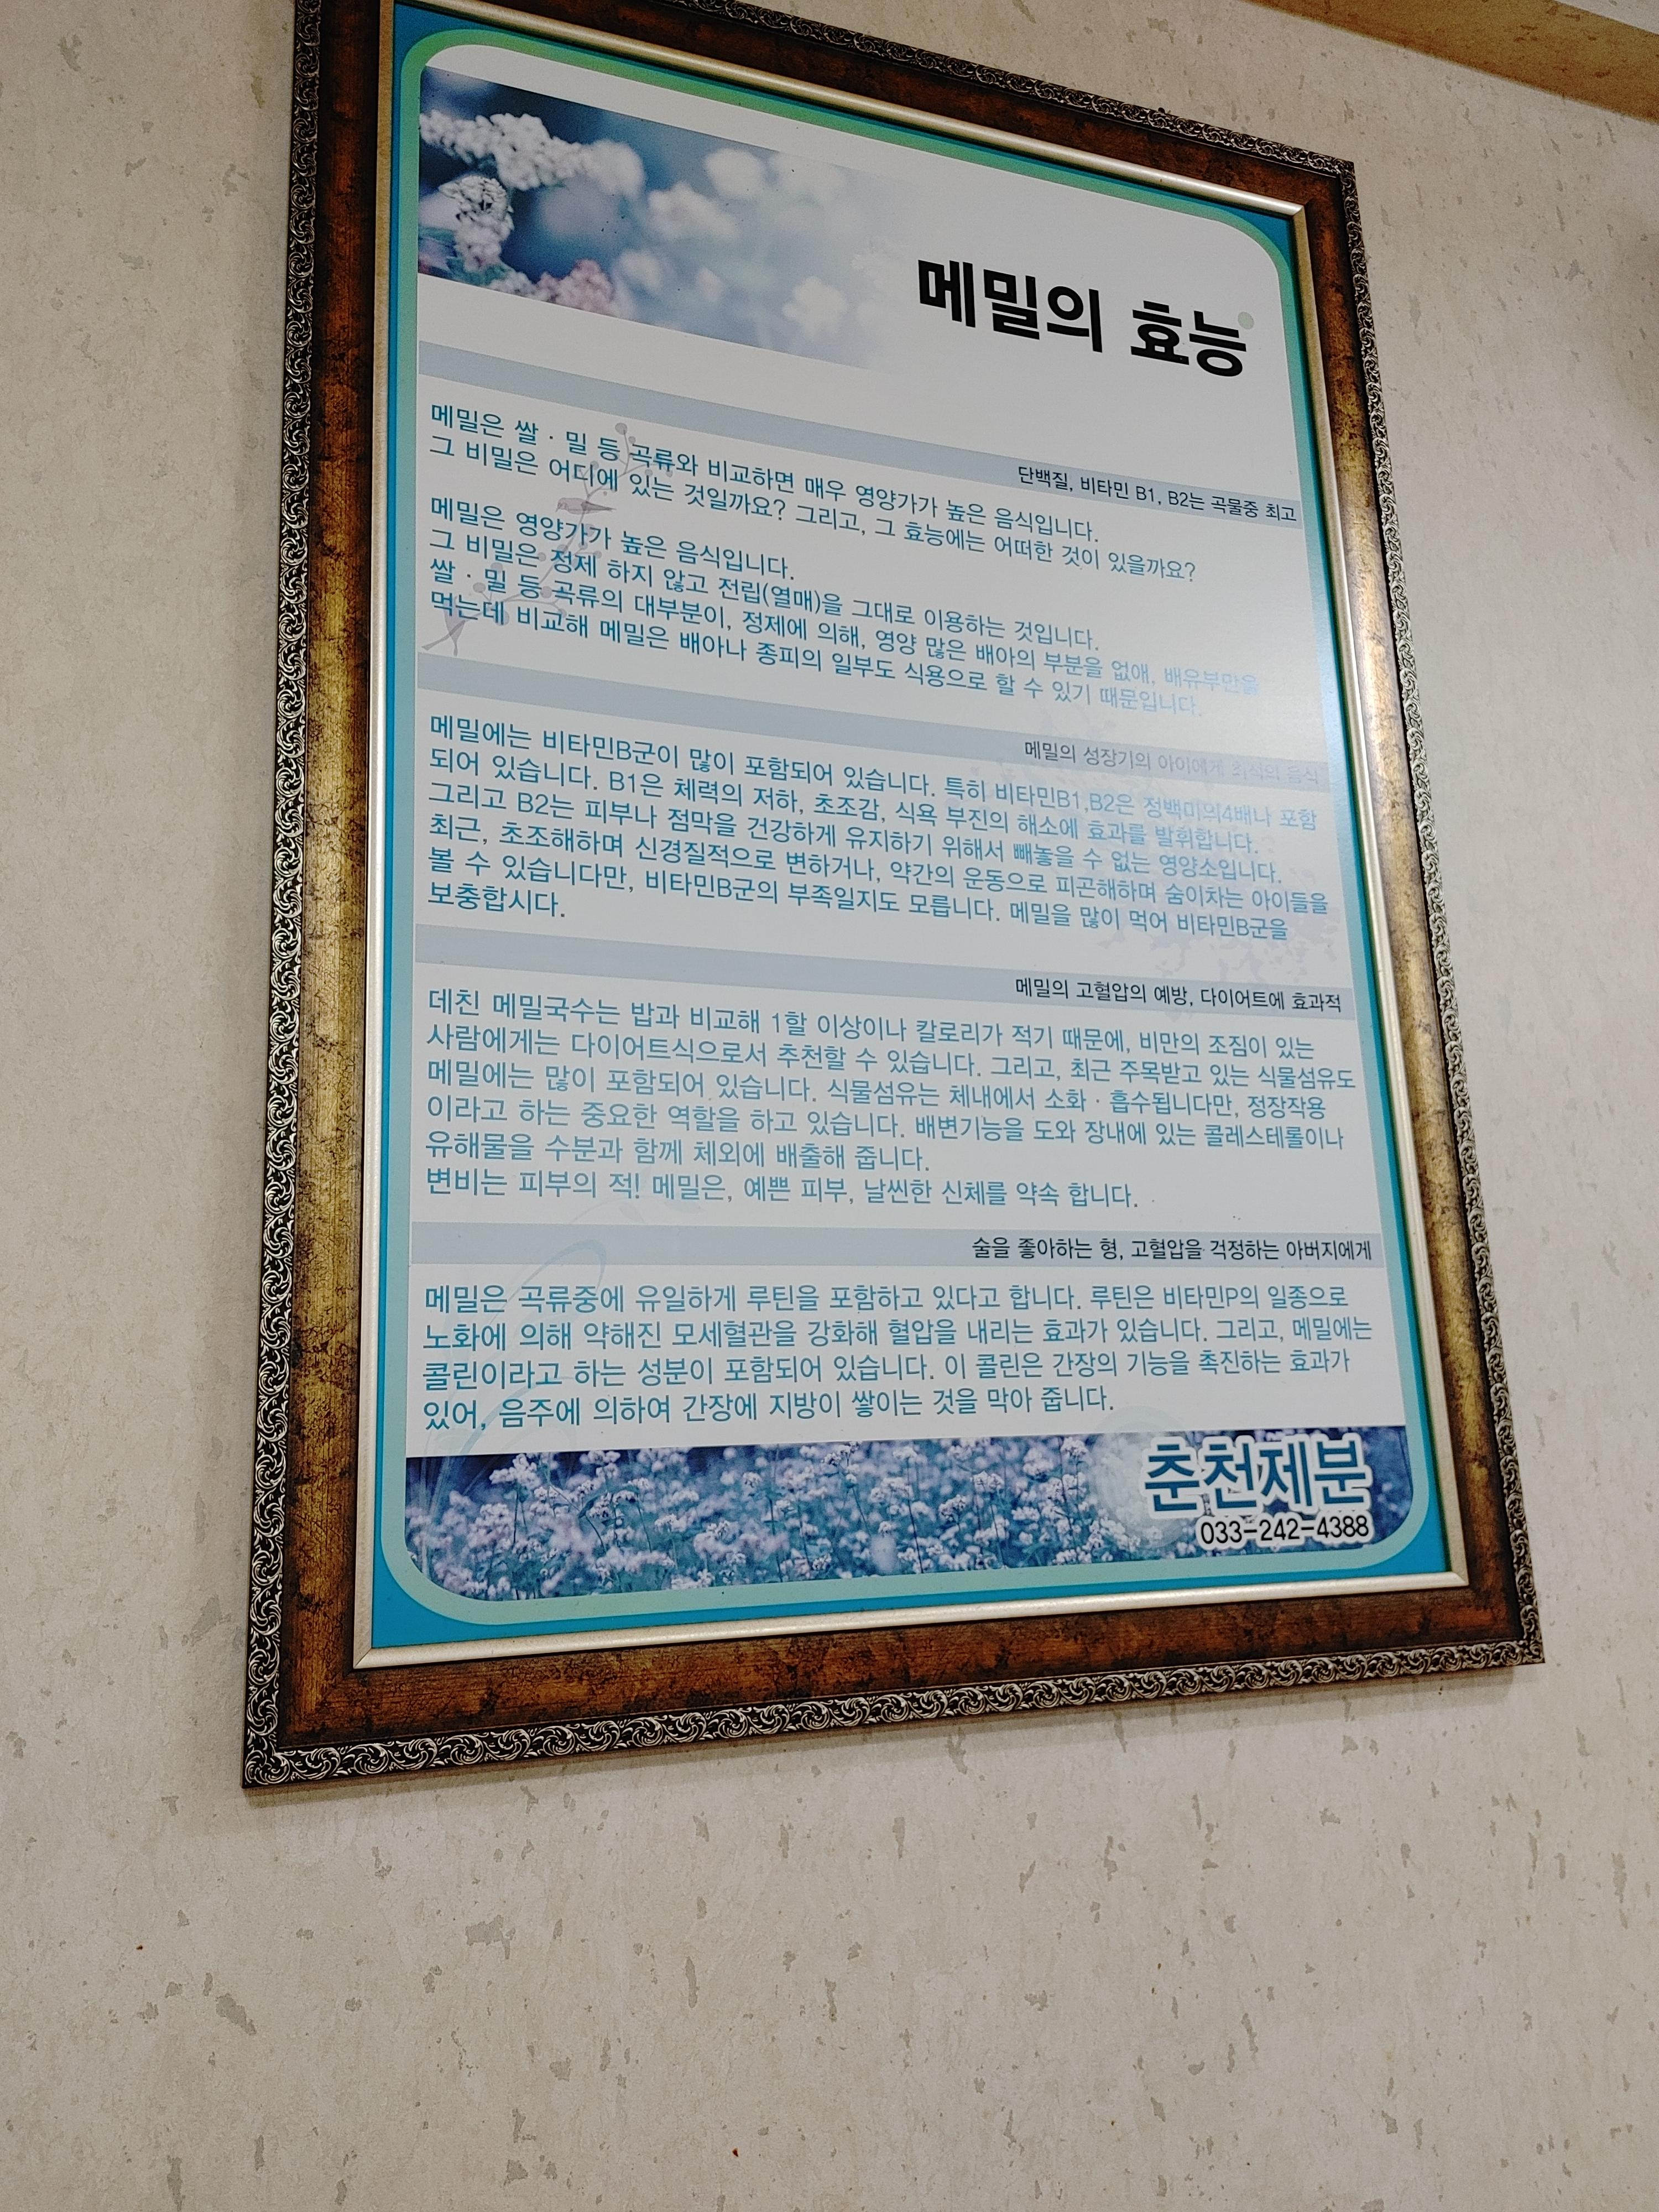 메밀의 효능
단백질, 비타민 B1, B2는 곡물중 최고
메밀은 쌀 · 밀 등 곡류와 비교하면 매우 영양가가 높은 음식입니다.
그 비밀은 어디에 있는 것일까요? 그리고, 그 효능에는 어떠한 것이 있을까요?
메밀은 영양가가 높은 음식입니다.
그 비밀은 정제 하지 않고 전립(열매)을 그대로 이용하는 것입니다.
쌀 · 밀 등 곡류의 대부분이, 정제에 의해, 영양 많은 배아의 부분을 없애, 배유부만을
먹는데 비교해 메밀은 배아나 종피의 일부도 식용으로 할 수 있기 때문입니다.
메밀의 성장기의 아이에게 최적의 음식
메밀에는 비타민B군이 많이 포함되어 있습니다. 특히 비타민B1,B2은 정백미의4배나 포함
되어 있습니다. B1은 체력의 저하, 초조감, 식욕 부진의 해소에 효과를 발휘합니다.
그리고 B2는 피부나 점막을 건강하게 유지하기 위해서 빼놓을 수 없는 영양소입니다.
최근, 초조해하며 신경질적으로 변하거나, 약간의 운동으로 피곤해하며 숨이차는 아이들을
볼 수 있습니다만, 비타민B군의 부족일지도 모릅니다. 메밀을 많이 먹어 비타민B군을
보충합시다.
메밀의 고혈압의 예방, 다이어트에 효과적
데친 메밀국수는 밥과 비교해 1할 이상이나 칼로리가 적기 때문에, 비만의 조짐이 있는
사람에게는 다이어트식으로서 추천할 수 있습니다. 그리고, 최근 주목받고 있는 식물섬유도
메밀에는 많이 포함되어 있습니다. 식물섬유는 체내에서 소화 · 흡수됩니다만, 정장작용
이라고 하는 중요한 역할을 하고 있습니다. 배변기능을 도와 장내에 있는 콜레스테롤이나
유해물을 수분과 함께 체외에 배출해 줍니다.
변비는 피부의 적! 메밀은, 예쁜 피부, 날씬한 신체를 약속 합니다.
술을 좋아하는 형, 고혈압을 걱정하는 아버지에게
메밀은 곡류중에 유일하게 루틴을 포함하고 있다고 합니다. 루틴은 비타민P의 일종으로
노화에 의해 약해진 모세혈관을 강화해 혈압을 내리는 효과가 있습니다. 그리고, 메밀에는
콜린이라고 하는 성분이 포함되어 있습니다. 이 콜린은 간장의 기능을 촉진하는 효과가
있어, 음주에 의하여 간장에 지방이 쌓이는 것을 막아 줍니다.
춘천제분
033-242-4388